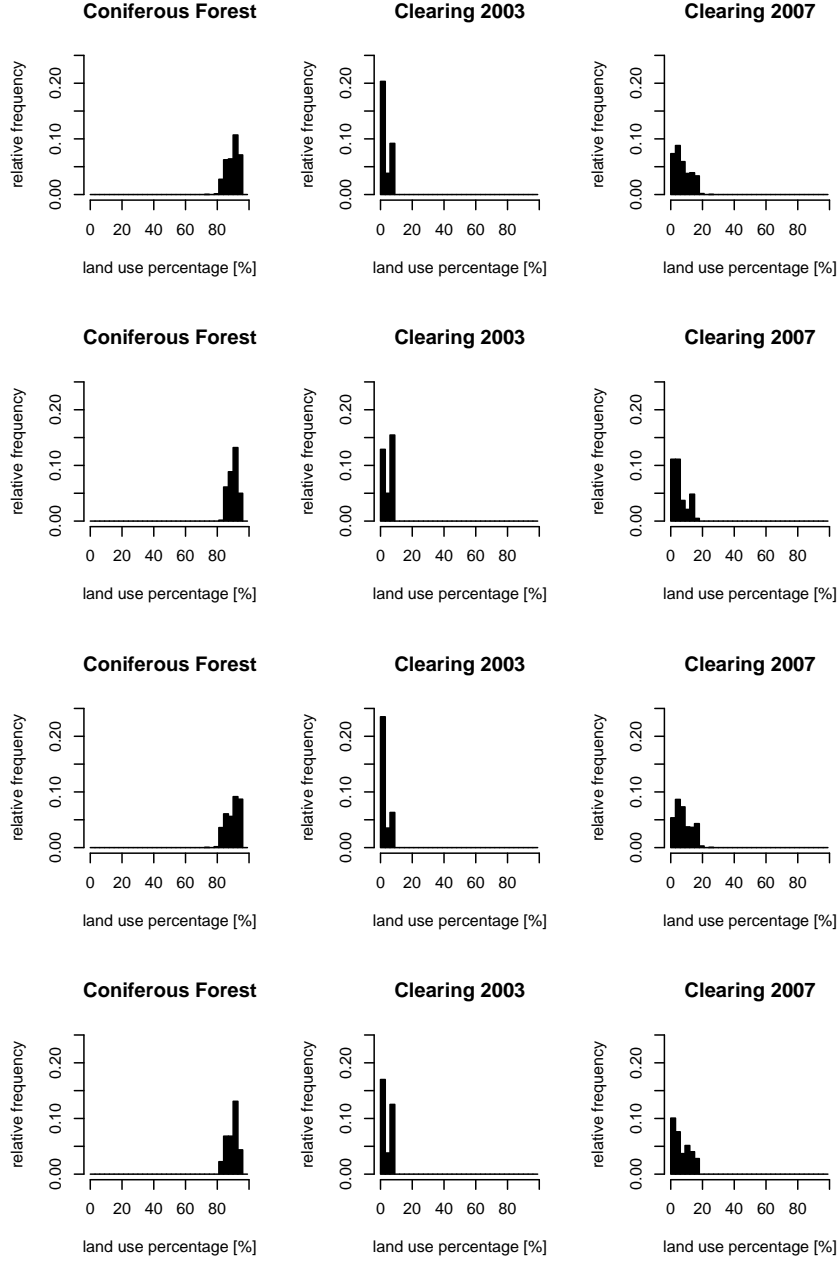 Coniferous Forest
Clearing 2003
Clearing 2007
relative frequency
0.00 0.10 0.20
0 20 40 60 80
land use percentage [%]
relative frequency
0.00 0.10 0.20
0 20 40 60 80
land use percentage [%]
relative frequency
0.00 0.10 0.20
0 20 40 60 80
land use percentage [%]
Coniferous Forest
Clearing 2003
Clearing 2007
relative frequency
0.00 0.10 0.20
0 20 40 60 80
land use percentage [%]
relative frequency
0.00 0.10 0.20
0 20 40 60 80
land use percentage [%]
relative frequency
0.00 0.10 0.20
0 20 40 60 80
land use percentage [%]
Coniferous Forest
Clearing 2003
Clearing 2007
relative frequency
0.00 0.10 0.20
0 20 40 60 80
land use percentage [%]
relative frequency
0.00 0.10 0.20
0 20 40 60 80
land use percentage [%]
relative frequency
0.00 0.10 0.20
0 20 40 60 80
land use percentage [%]
Coniferous Forest
Clearing 2003
Clearing 2007
relative frequency
0.00 0.10 0.20
0 20 40 60 80
land use percentage [%]
relative frequency
0.00 0.10 0.20
0 20 40 60 80
land use percentage [%]
relative frequency
0.00 0.10 0.20
0 20 40 60 80
land use percentage [%]